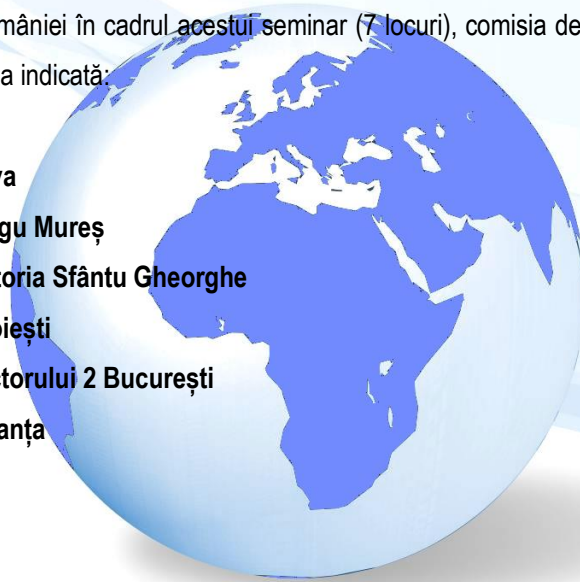 mâniei în cadrul acestui seminar (7 locuri), comisia de
a indicată:
va
gu Mureș
toria Sfântu Gheorghe
iești
ctorului 2 București
anța